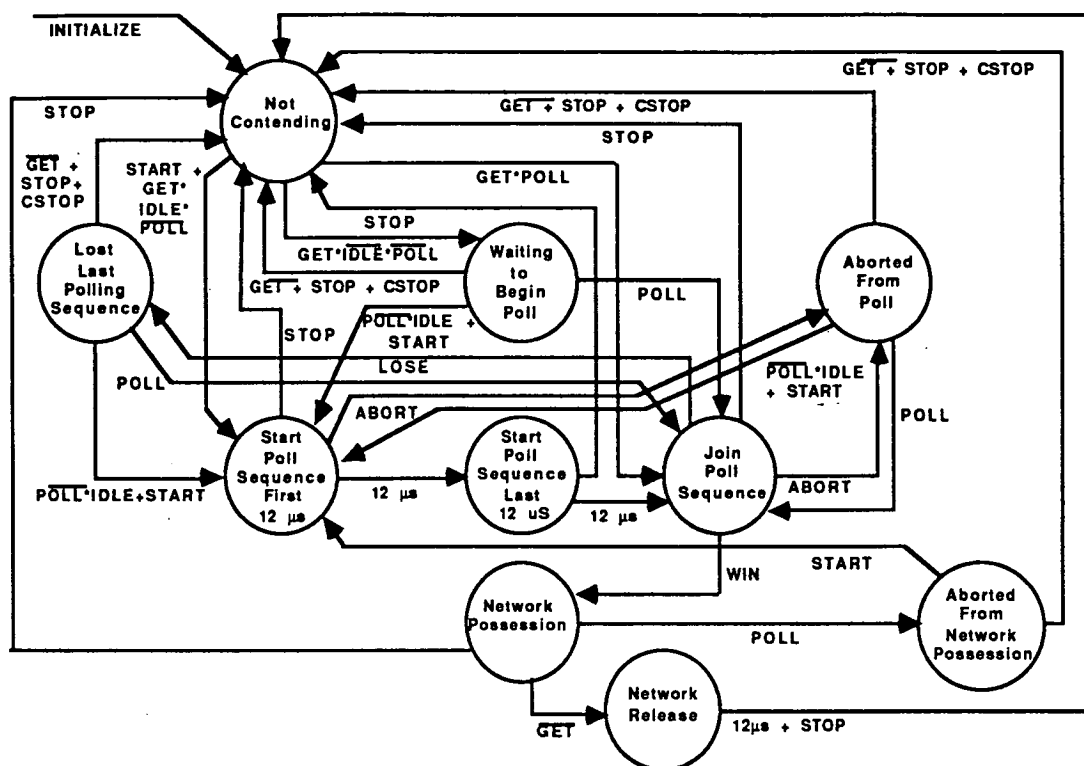 INITIALIZE
Not
Contending
STOP
GET +
STOP+
CSTOP
START +
GET*
IDLE*
POLL
GET + STOP + CSTOP
STOP
GET*POLL
GET + STOP + CSTOP
STOP
GET*IDLE*POLL
GET + STOP + CSTOP
Waiting
to
Begin
Poll
POLL
Aborted
From
Poll
Lost
Last
Polling
Sequence
STOP
POLL*IDLE +
START
LOSE
POLL
ABORT
POLL*IDLE
+ START
POLL
Start
Poll
Sequence
First
12 µs
POLL*IDLE+START
12 µs
Start
Poll
Sequence
Last
12 uS
12 µs
Join
Poll
Sequence
ABORT
WIN
START
Network
Possession
POLL
Aborted
From
Network
Possession
GET
Network
Release
12µs + STOP